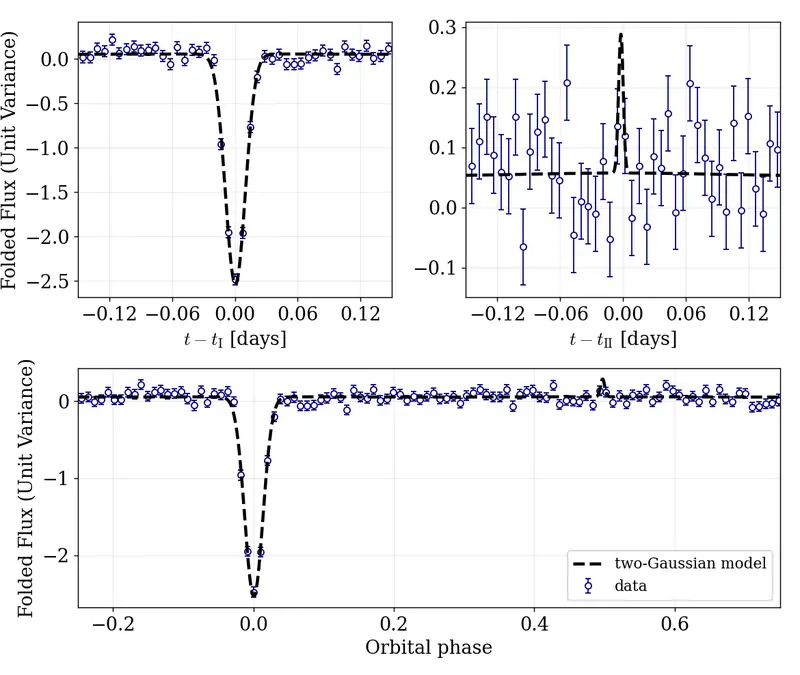 Folded Flux (Unit Variance)
0.0
−0.5
−1.0
−1.5
−2.0
−2.5
−0.12 −0.06 0.00 0.06 0.12
t − tI [days]
0.3
0.2
0.1
0.0
−0.1
−0.12 −0.06 0.00 0.06 0.12
t − tII [days]
Folded Flux (Unit Variance)
0
−1
−2
two-Gaussian model
data
−0.2 0.0 0.2 0.4 0.6
Orbital phase